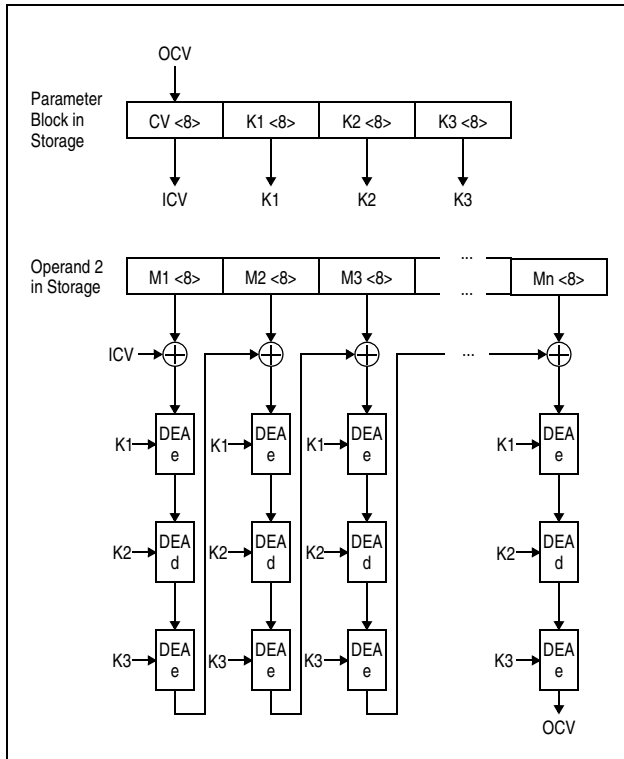 OCV
Parameter
Block in
Storage
CV <8> K1 <8> K2 <8> K3 <8>
ICV K1 K2 K3
Operand 2
in Storage
M1 <8> M2 <8> M3 <8> ... ... Mn <8>
ICV ...
K1 DEA e K1 DEA e K1 DEA e K1 DEA e
K2 DEA d K2 DEA d K2 DEA d K2 DEA d
K3 DEA e K3 DEA e K3 DEA e K3 DEA e
OCV